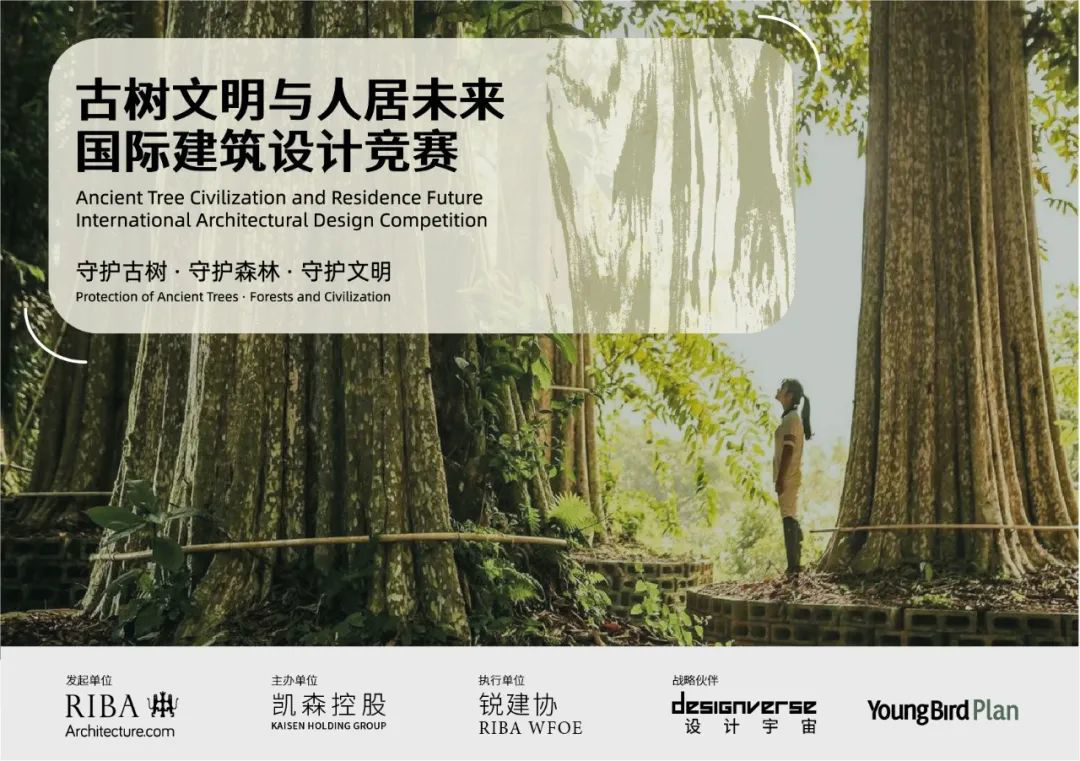 古树文明与人居未来
国际建筑设计竞赛
Ancient Tree Civilization and Residence Future
International Architectural Design Competition
守护古树 · 守护森林 · 守护文明
Protection of Ancient Trees · Forests and Civilization
发起单位
RIBA
Architecture.com
主办单位
凯森控股
KAISEN HOLDING GROUP
执行单位
锐建协
RIBA WFOE
战略伙伴
designverse
设计宇宙
YoungBird Plan